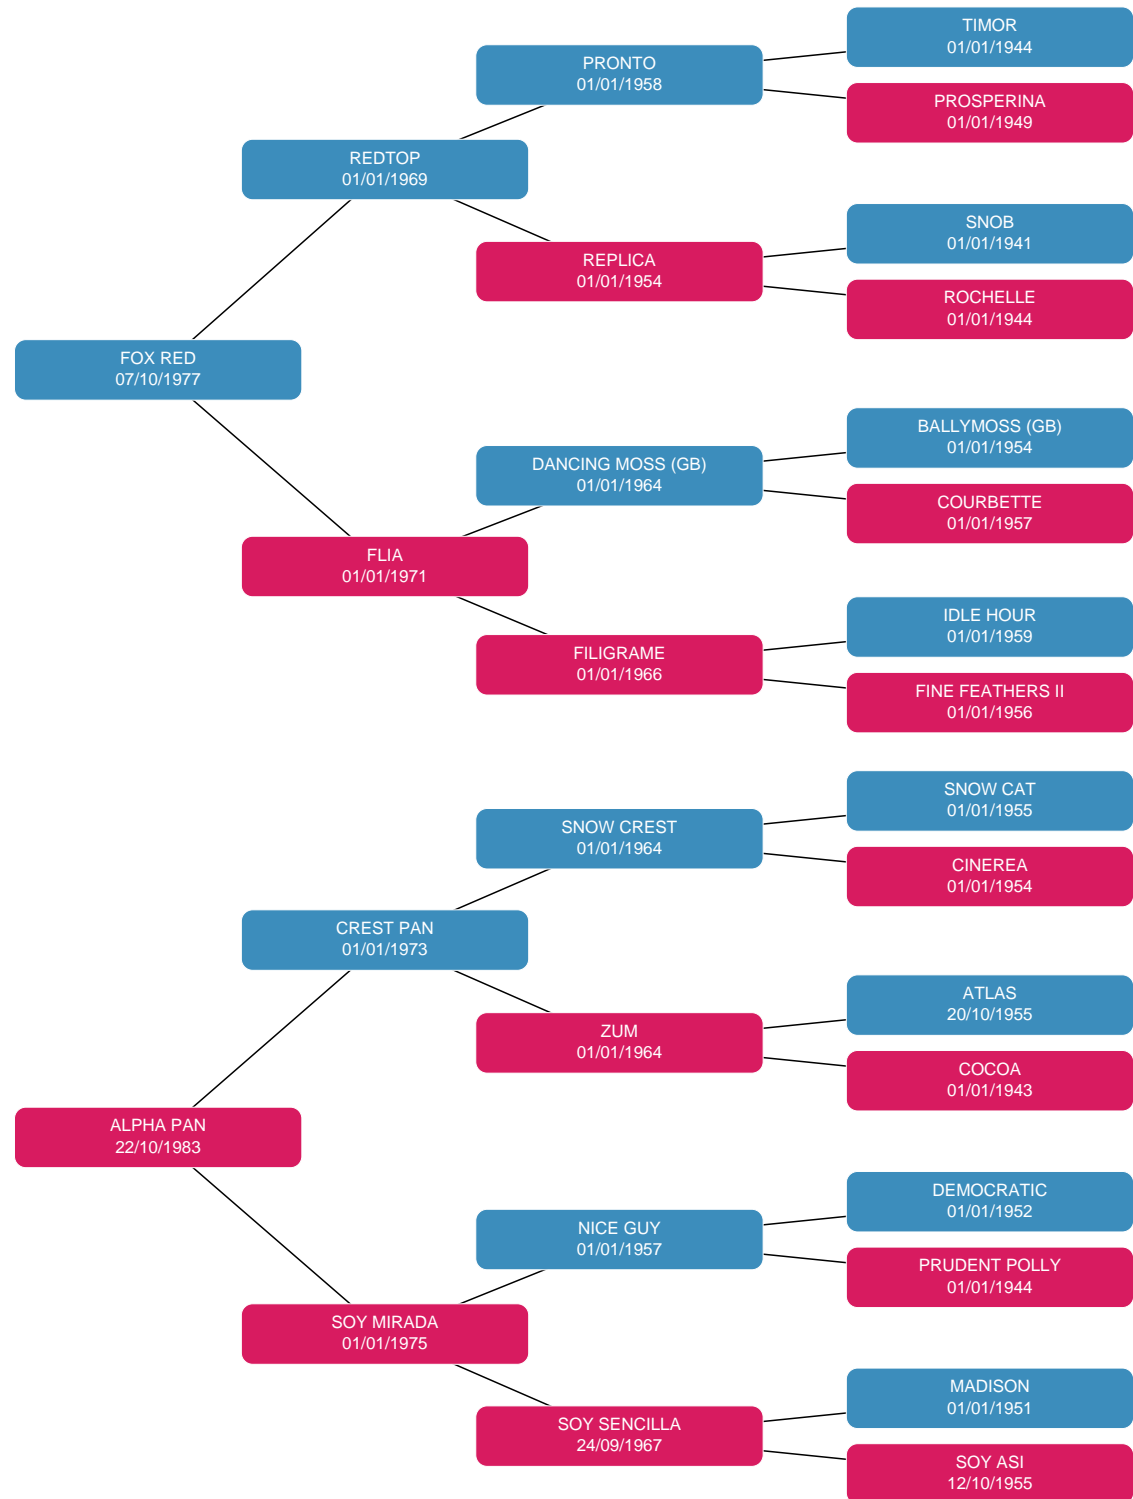 TIMOR
01/01/1944
PRONTO
01/01/1958
PROSPERINA
01/01/1949
REDTOP
01/01/1969
SNOB
01/01/1941
REPLICA
01/01/1954
ROCHELLE
01/01/1944
FOX RED
07/10/1977
BALLYMOSS (GB)
01/01/1954
DANCING MOSS (GB)
01/01/1964
COURBETTE
01/01/1957
FLIA
01/01/1971
IDLE HOUR
01/01/1959
FILIGRAME
01/01/1966
FINE FEATHERS II
01/01/1956
SNOW CAT
01/01/1955
SNOW CREST
01/01/1964
CINEREA
01/01/1954
CREST PAN
01/01/1973
ATLAS
20/10/1955
ZUM
01/01/1964
COCOA
01/01/1943
ALPHA PAN
22/10/1983
DEMOCRATIC
01/01/1952
NICE GUY
01/01/1957
PRUDENT POLLY
01/01/1944
SOY MIRADA
01/01/1975
MADISON
01/01/1951
SOY SENCILLA
24/09/1967
SOY ASI
12/10/1955